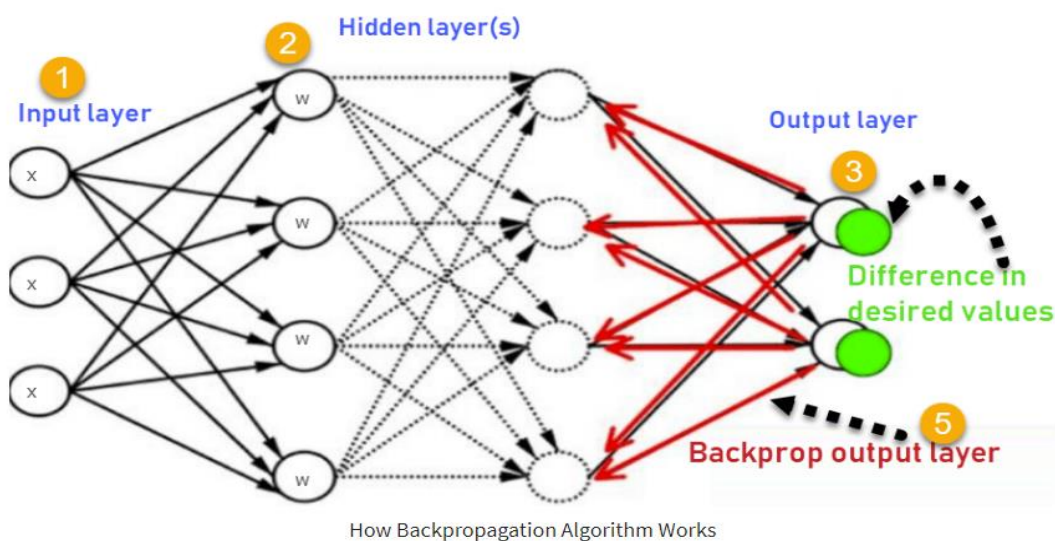 Hidden layer(s)
2
1
Input layer
Output layer
3
x
x
x
w
w
w
w
Difference in
desired values
5
Backprop output layer
How Backpropagation Algorithm Works